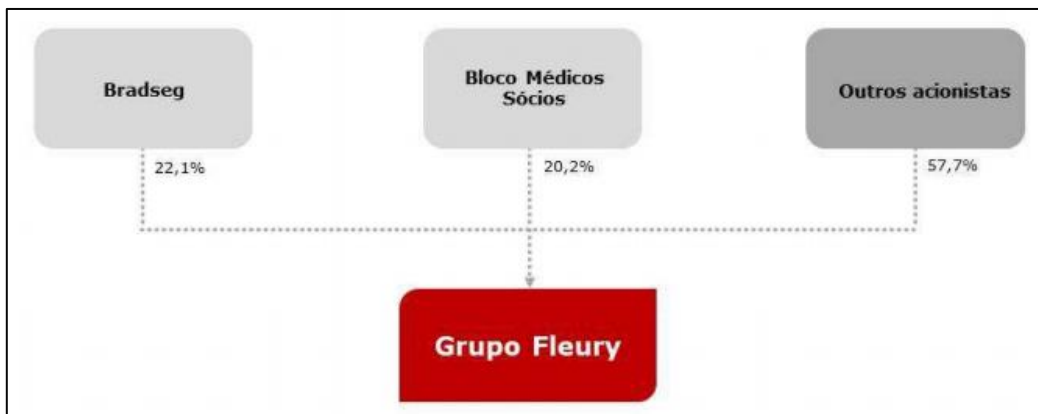 Bradseg
Bloco Médicos
Sócios
Outros acionistas
22,1%
20,2%
57,7%
Grupo Fleury